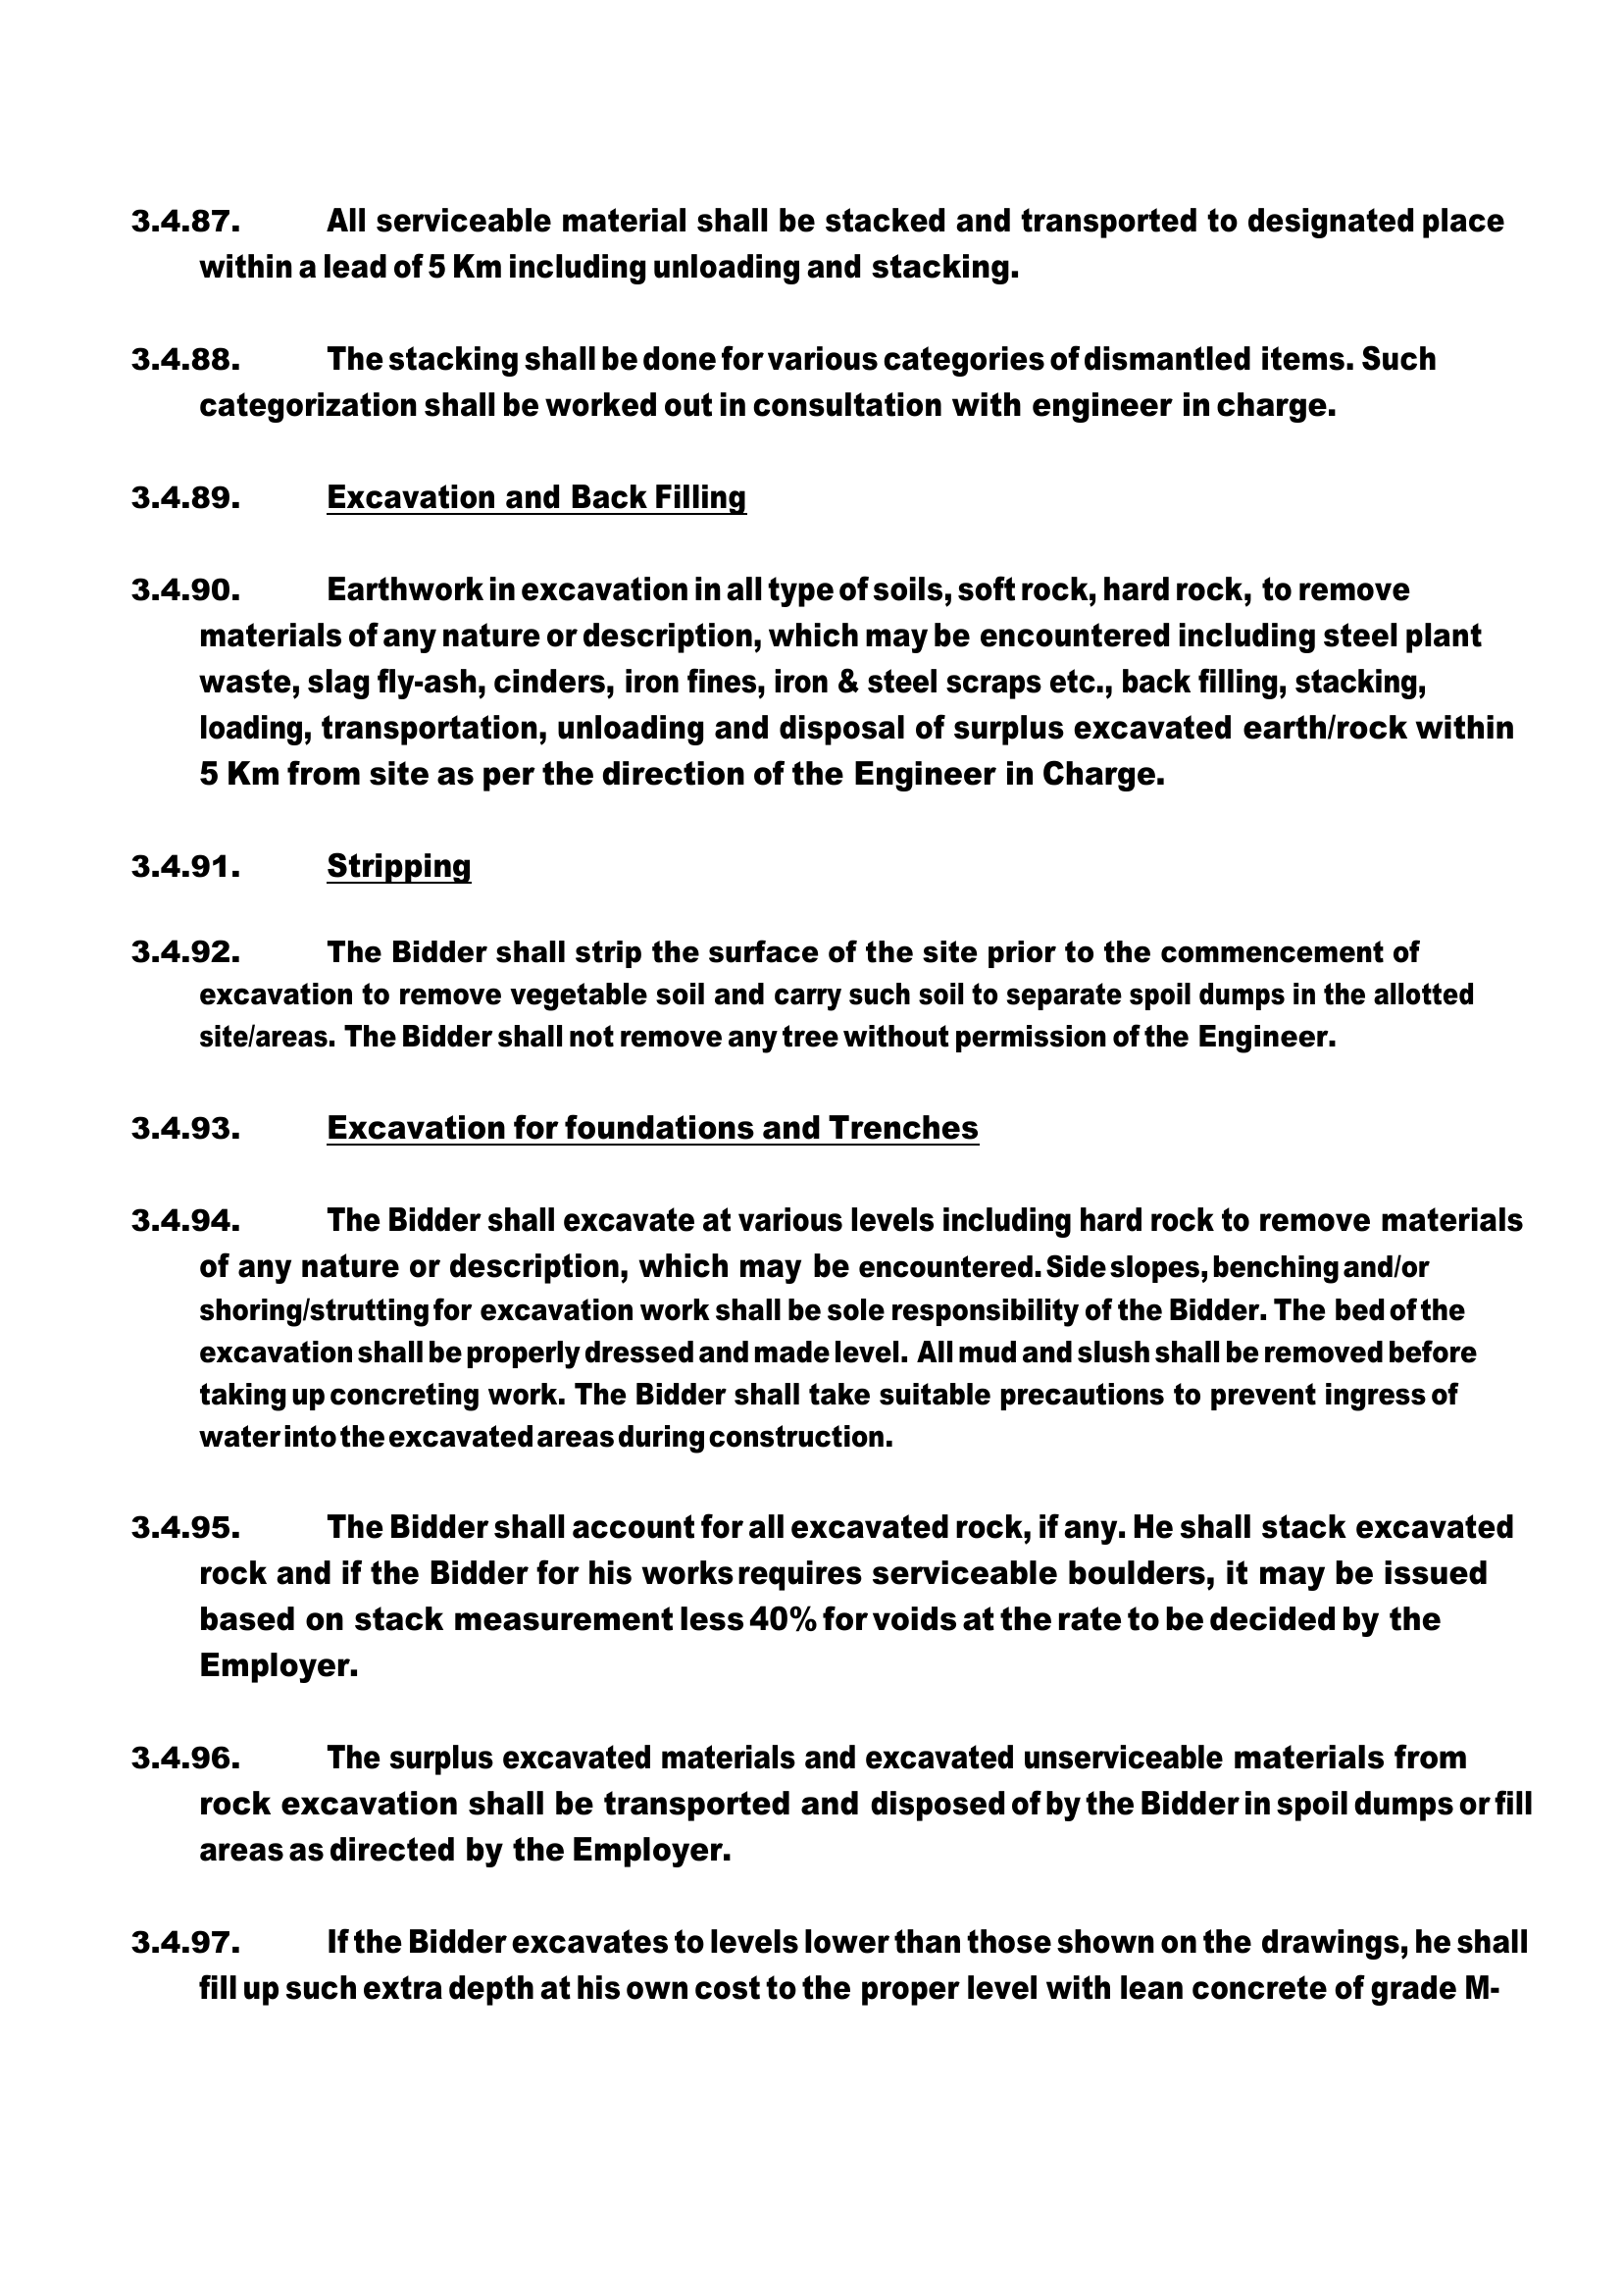 3.4.87. All serviceable material shall be stacked and transported to designated place
within a lead of 5 Km including unloading and stacking.
3.4.88. The stacking shall be done for various categories of dismantled items. Such
categorization shall be worked out in consultation with engineer in charge.
3.4.89. Excavation and Back Filling
3.4.90. Earthwork in excavation in all type of soils, soft rock, hard rock, to remove
materials of any nature or description, which may be encountered including steel plant
waste, slag fly-ash, cinders, iron fines, iron & steel scraps etc., back filling, stacking,
loading, transportation, unloading and disposal of surplus excavated earth/rock within
5 Km from site as per the direction of the Engineer in Charge.
3.4.91. Stripping
3.4.92. The Bidder shall strip the surface of the site prior to the commencement of
excavation to remove vegetable soil and carry such soil to separate spoil dumps in the allotted
site/areas. The Bidder shall not remove any tree without permission of the Engineer.
3.4.93. Excavation for foundations and Trenches
3.4.94. The Bidder shall excavate at various levels including hard rock to remove materials
of any nature or description, which may be encountered. Side slopes, benching and/or
shoring/strutting for excavation work shall be sole responsibility of the Bidder. The bed of the
excavation shall be properly dressed and made level. All mud and slush shall be removed before
taking up concreting work. The Bidder shall take suitable precautions to prevent ingress of
water into the excavated areas during construction.
3.4.95. The Bidder shall account for all excavated rock, if any. He shall stack excavated
rock and if the Bidder for his works requires serviceable boulders, it may be issued
based on stack measurement less 40% for voids at the rate to be decided by the
Employer.
3.4.96. The surplus excavated materials and excavated unserviceable materials from
rock excavation shall be transported and disposed of by the Bidder in spoil dumps or fill
areas as directed by the Employer.
3.4.97. If the Bidder excavates to levels lower than those shown on the drawings, he shall
fill up such extra depth at his own cost to the proper level with lean concrete of grade M-